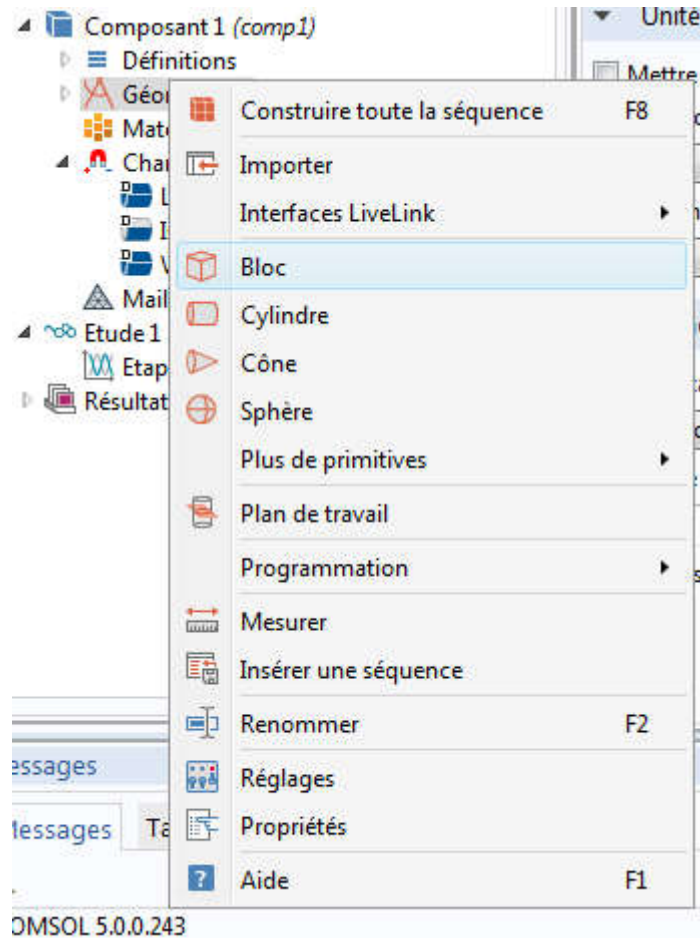 Composant 1 (comp1)
Unité
Définitions
Mettre
Construire toute la séquence F8
Importer
Interfaces LiveLink
Bloc
Cylindre
Cône
Sphère
Plus de primitives
Plan de travail
Programmation
Mesurer
Insérer une séquence
Renommer F2
Réglages
Propriétés
Aide F1
Géor
Mate
Char
L
I
V
Mail
Etude 1
Etap
Résultat
essages
lessages Ta
OMSOL 5.0.0.243